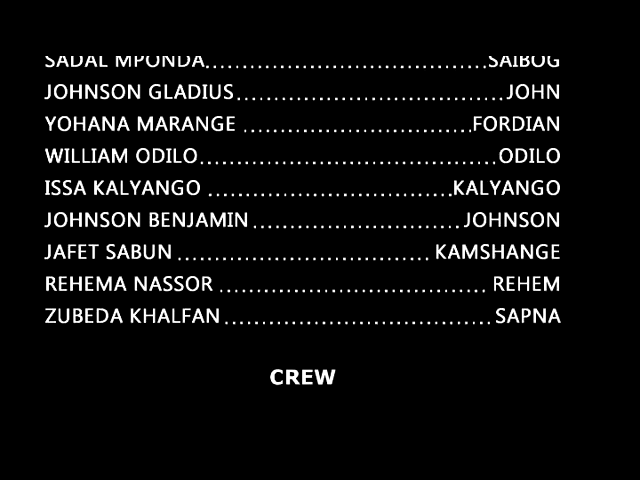 SADAL MPONDA..................................SAIBOG
JOHNSON GLADIUS................................JOHN
YOHANA MARANGE ...........................FORDIAN
WILLIAM ODILO...................................ODILO
ISSA KALYANGO .............................KALYANGO
JOHNSON BENJAMIN.........................JOHNSON
JAFET SABUN .............................. KAMSHANGE
REHEMA NASSOR ................................ REHEM
ZUBEDA KHALFAN................................SAPNA
CREW